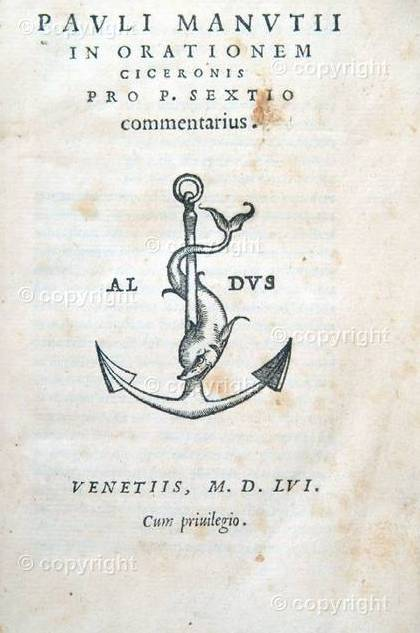 PAVLI MANVTII
IN ORATIONEM
CICERONIS
PRO P. SEXTIO
commentarius.
AL DVS
VENETIIS, M. D. LVI.
Cum priuilegio.
© copyright
© copyright
© copyright
© copyright
© copyright
© copyright
© copyright
© copyright
© copyright
© copyright